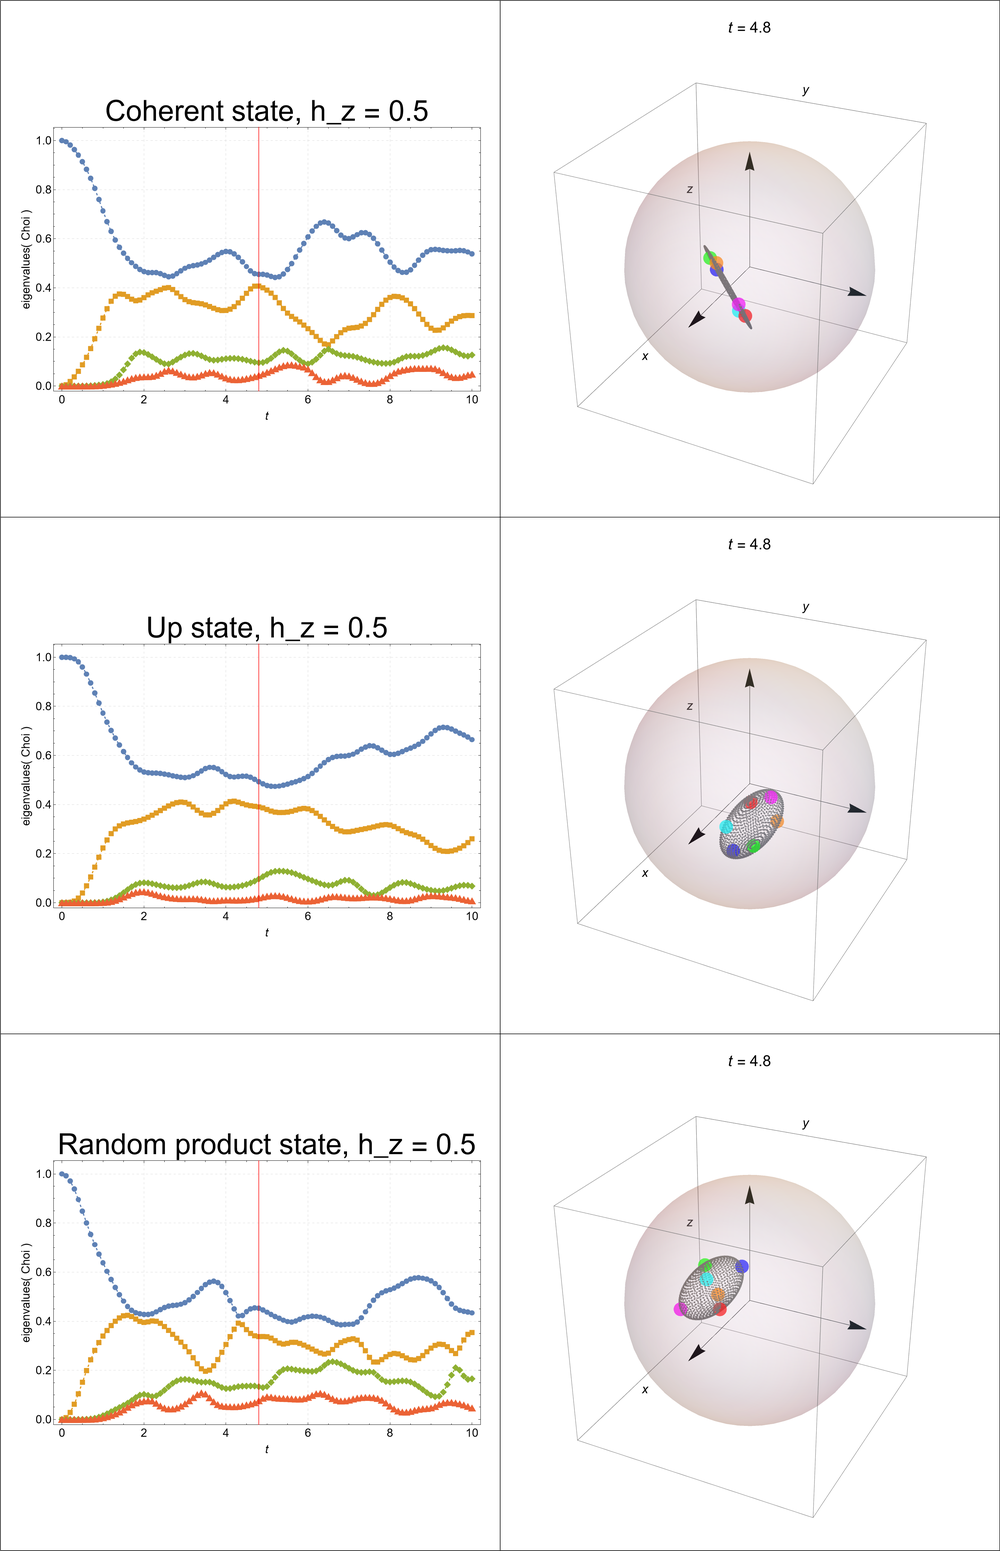 t = 4.8
Coherent state, h_z = 0.5
y
z
x
eigenvalues( Choi )
1.0
0.8
0.6
0.4
0.2
0.0
0 2 4 6 8 10
t
t = 4.8
Up state, h_z = 0.5
y
z
x
eigenvalues( Choi )
1.0
0.8
0.6
0.4
0.2
0.0
0 2 4 6 8 10
t
t = 4.8
Random product state, h_z = 0.5
y
z
x
eigenvalues( Choi )
1.0
0.8
0.6
0.4
0.2
0.0
0 2 4 6 8 10
t